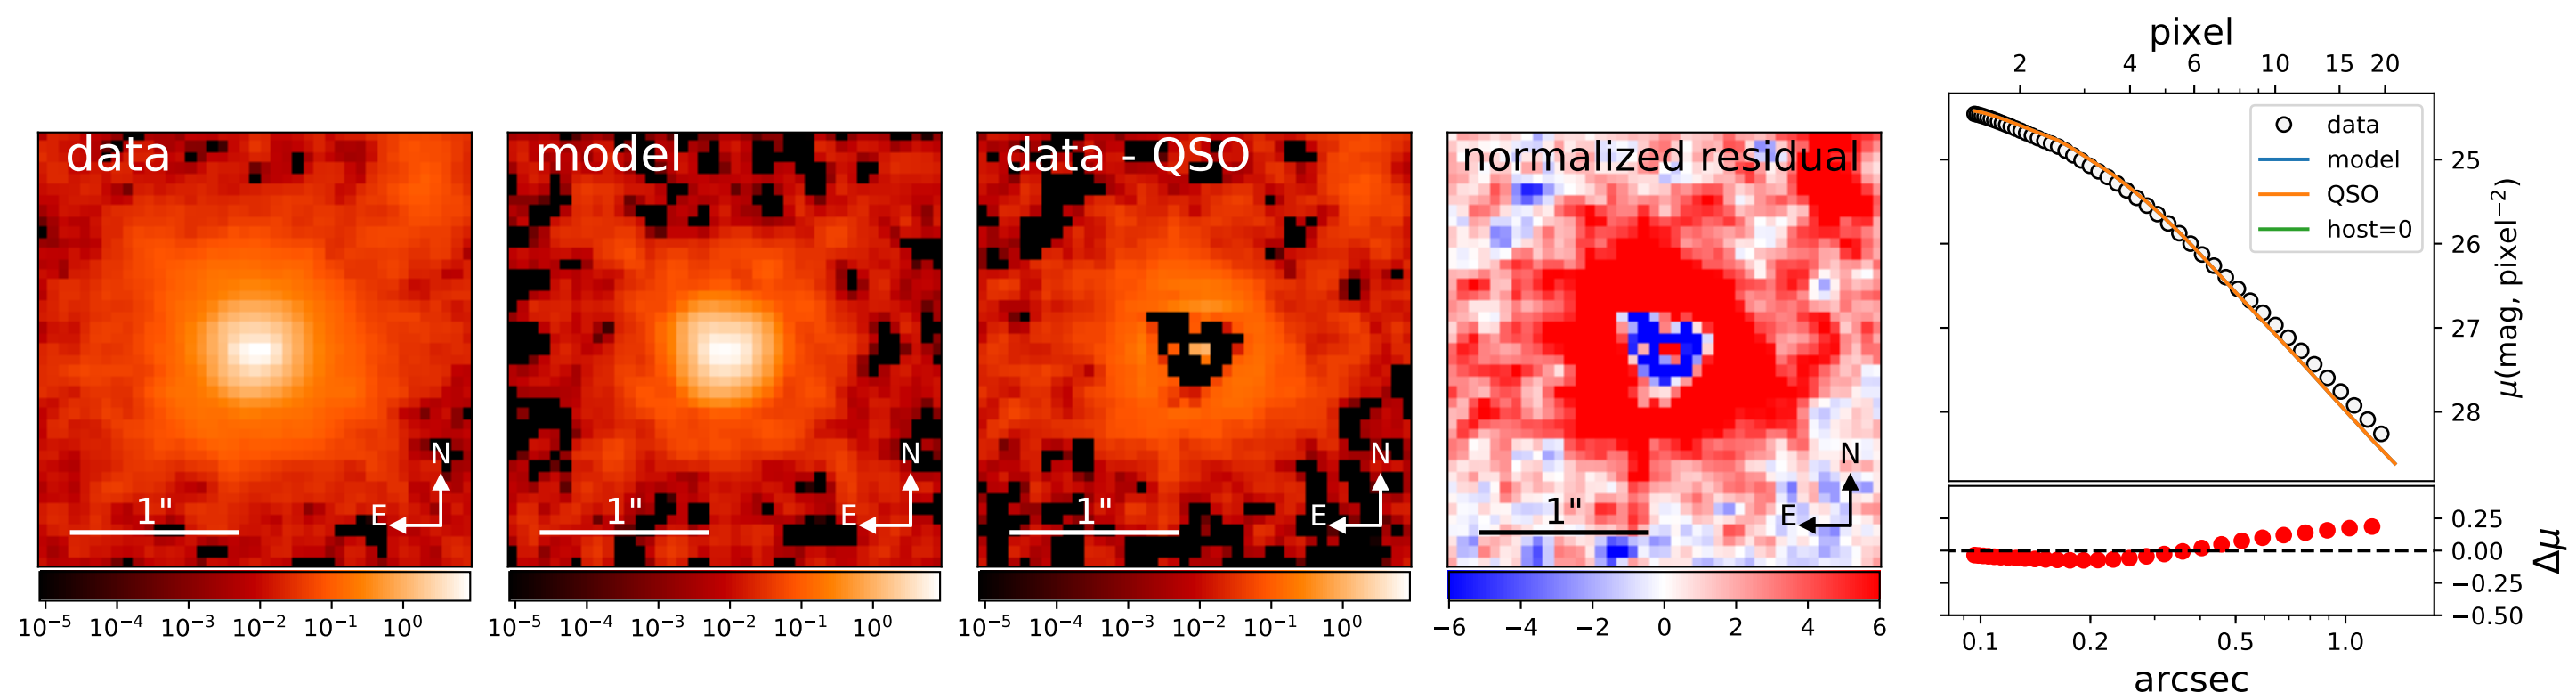 data
1"
N
E
10⁻⁵ 10⁻⁴ 10⁻³ 10⁻² 10⁻¹ 10⁰
model
1"
N
E
10⁻⁵ 10⁻⁴ 10⁻³ 10⁻² 10⁻¹ 10⁰
data - QSO
1"
N
E
10⁻⁵ 10⁻⁴ 10⁻³ 10⁻² 10⁻¹ 10⁰
normalized residual
1"
N
E
−6 −4 −2 0 2 4 6
pixel
2 4 6 10 15 20
data
model
QSO
host=0
25
26
27
28
μ(mag, pixel⁻²)
0.25
0.00
−0.25
−0.50
Δμ
0.1 0.2 0.5 1.0
arcsec